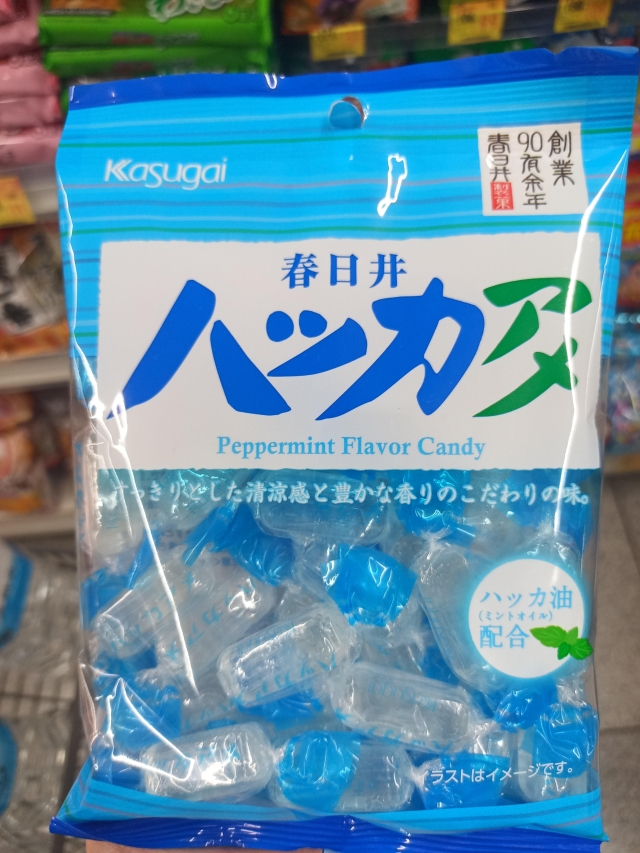 Kasugai
創業
90有余年
春日井
製菓
春日井
ハッカアメ
Peppermint Flavor Candy
すっきりとした清涼感と豊かな香りのこだわりの味。
ハッカ油
(ミントオイル)
配合
ラストはイメージです。